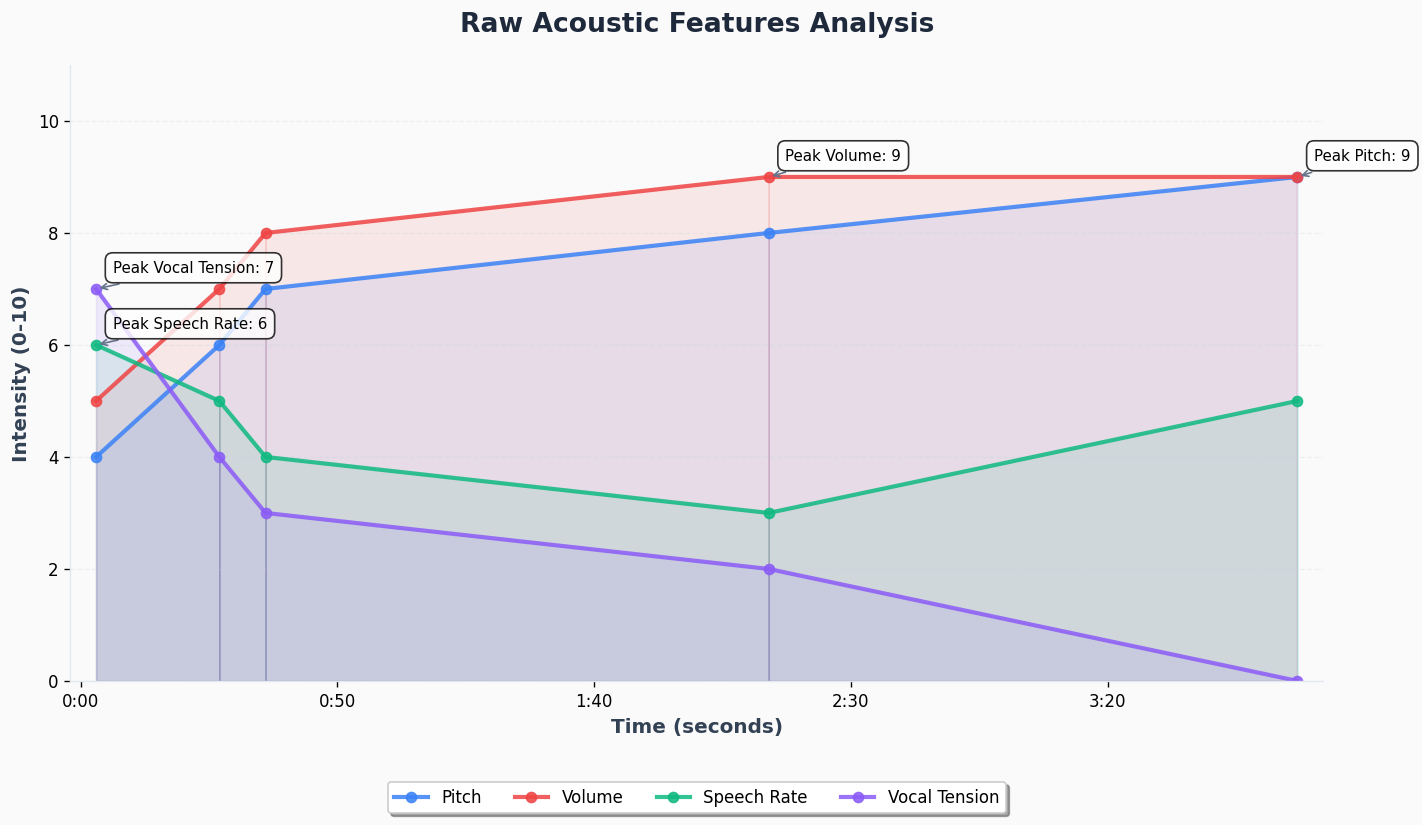 Raw Acoustic Features Analysis
Intensity (0-10)
10
8
6
4
2
0
Peak Volume: 9
Peak Pitch: 9
Peak Vocal Tension: 7
Peak Speech Rate: 6
0:00 0:50 1:40 2:30 3:20
Time (seconds)
Pitch Volume Speech Rate Vocal Tension